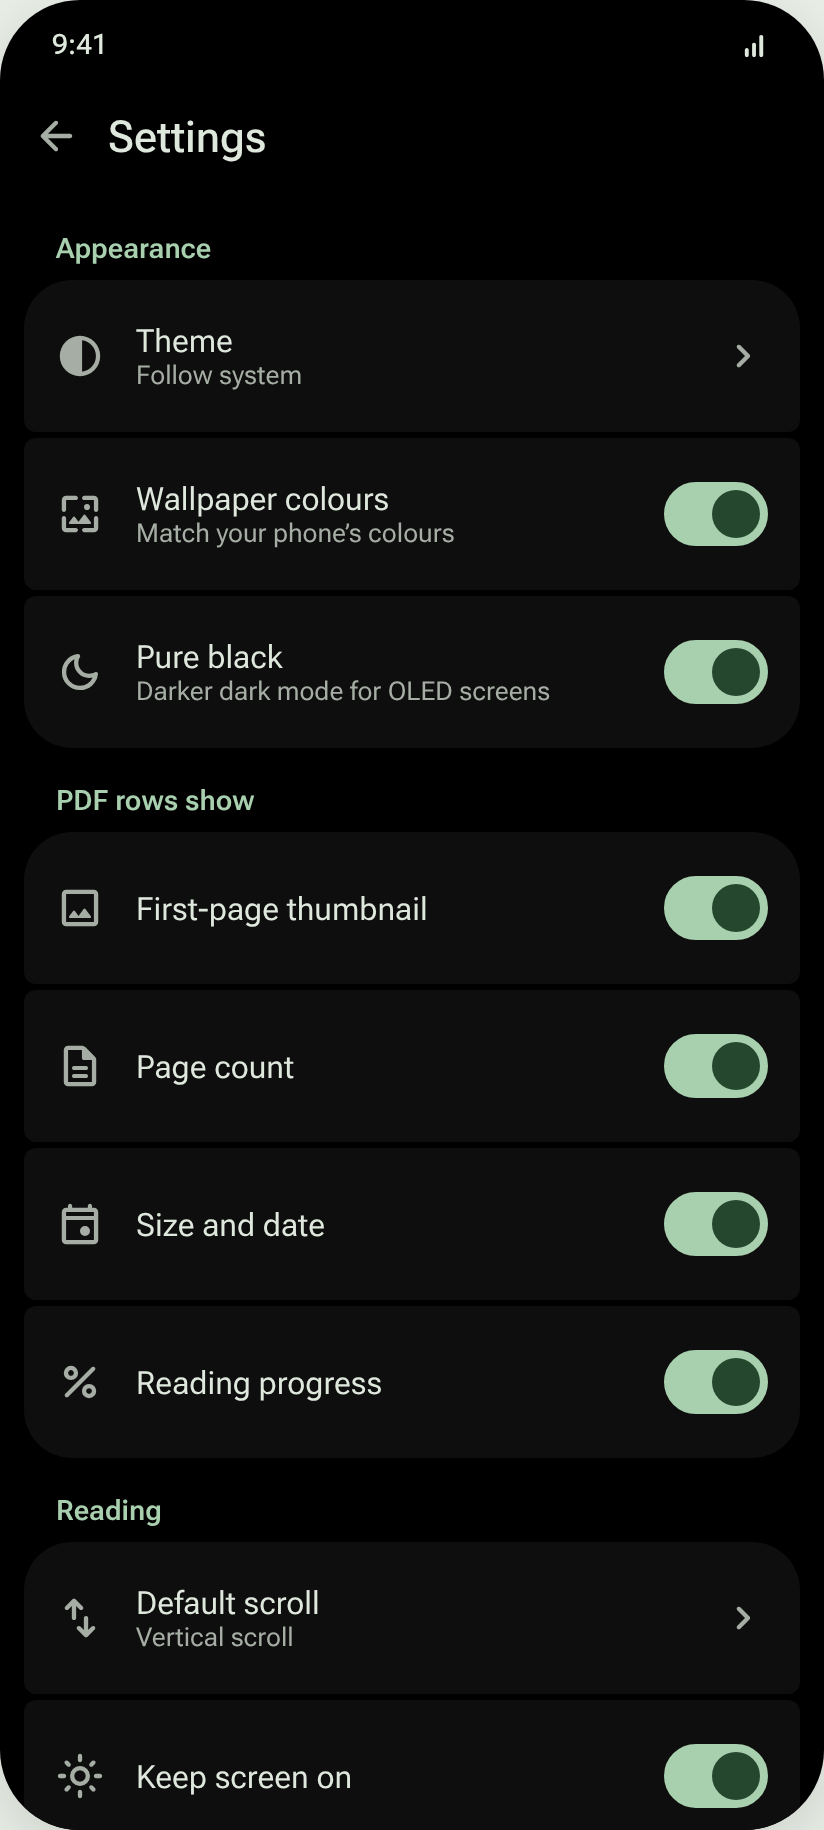 9:41
Settings
Appearance
Theme
Follow system
Wallpaper colours
Match your phone’s colours
Pure black
Darker dark mode for OLED screens
PDF rows show
First-page thumbnail
Page count
Size and date
Reading progress
Reading
Default scroll
Vertical scroll
Keep screen on